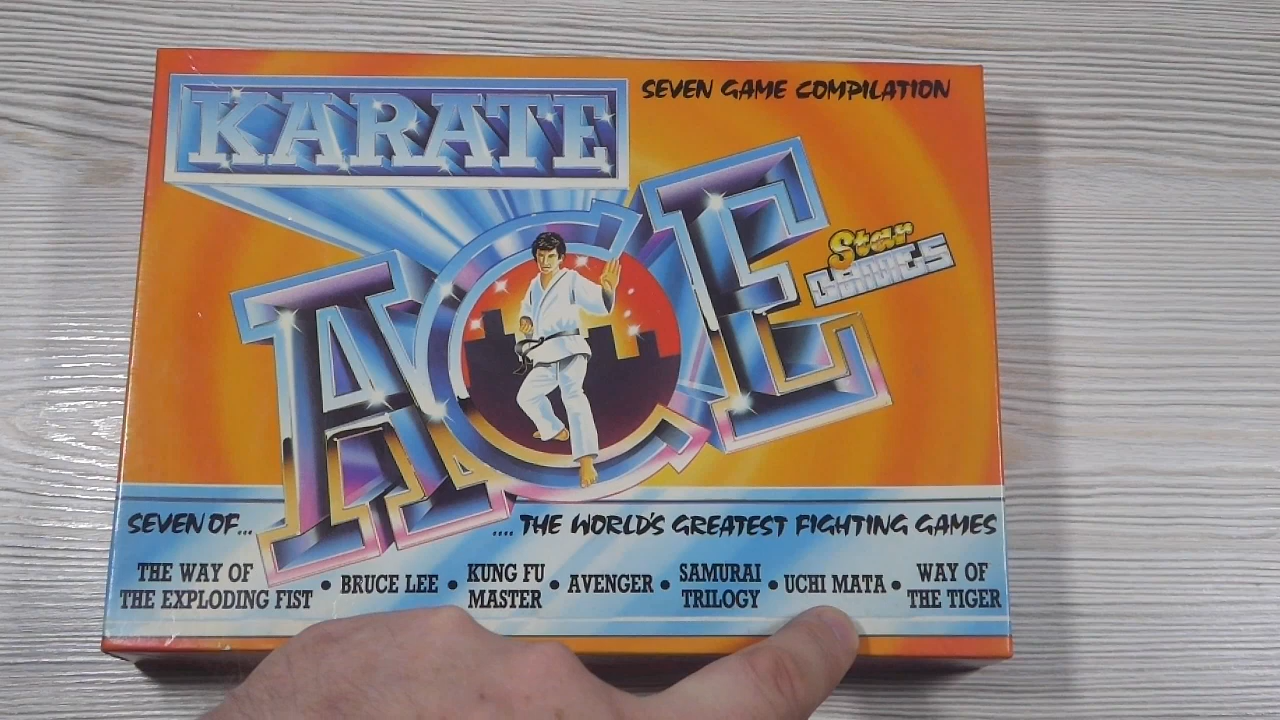 KARATE
SEVEN GAME COMPILATION
ACE
Star
GAMES
SEVEN OF...
.... THE WORLD'S GREATEST FIGHTING GAMES
THE WAY OF
THE EXPLODING FIST
• BRUCE LEE •
KUNG FU
MASTER
• AVENGER •
SAMURAI
TRILOGY
• UCHI MATA •
WAY OF
THE TIGER